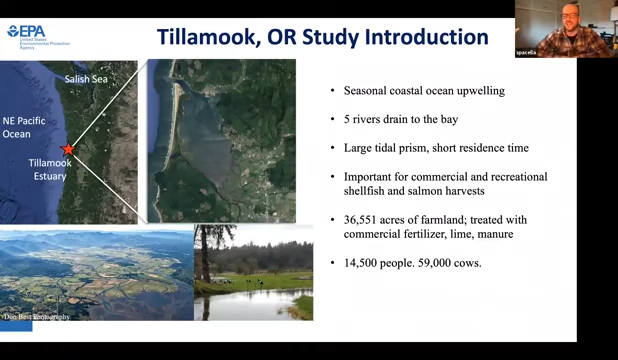 EPA
United States
Environmental Protection
Agency
Tillamook, OR Study Introduction
spacella
Salish Sea
NE Pacific
Ocean
Tillamook
Estuary
• Seasonal coastal ocean upwelling
• 5 rivers drain to the bay
• Large tidal prism, short residence time
• Important for commercial and recreational
shellfish and salmon harvests
• 36,551 acres of farmland; treated with
commercial fertilizer, lime, manure
• 14,500 people. 59,000 cows.
Don Best Photography